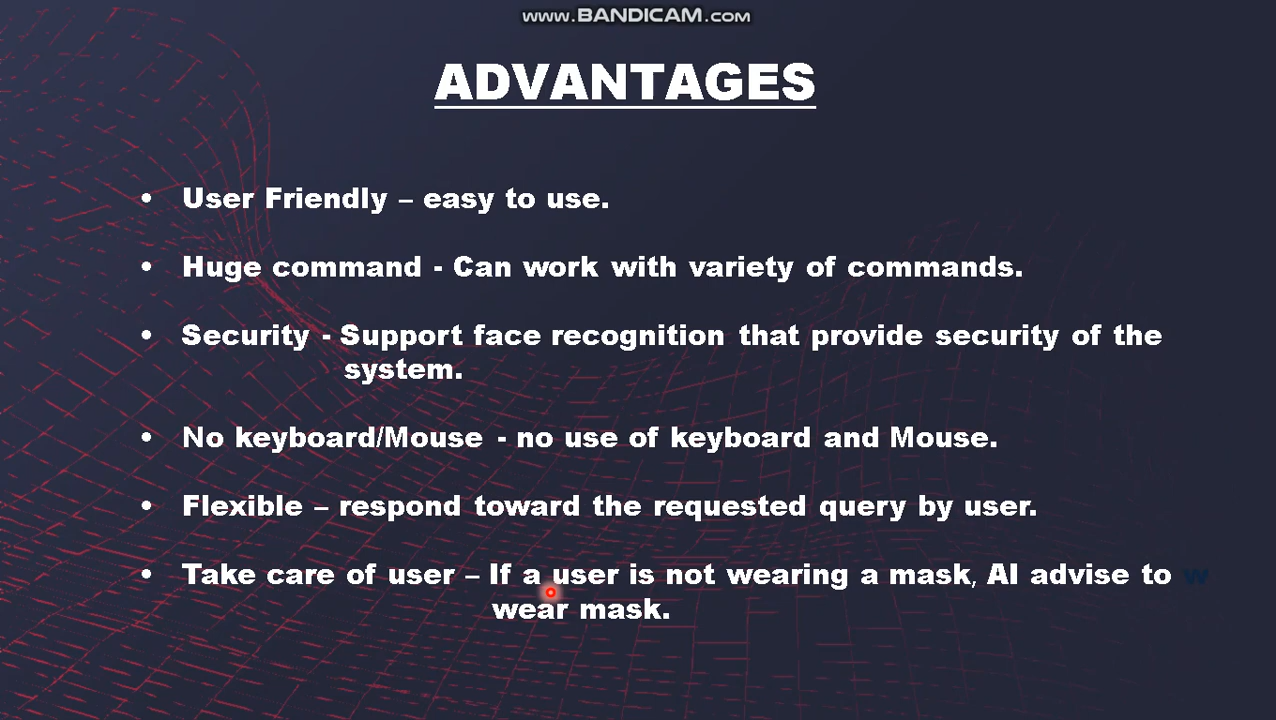 www.BANDICAM.com
ADVANTAGES
• User Friendly – easy to use.
• Huge command - Can work with variety of commands.
• Security - Support face recognition that provide security of the
system.
• No keyboard/Mouse - no use of keyboard and Mouse.
• Flexible – respond toward the requested query by user.
• Take care of user – If a user is not wearing a mask, AI advise to w
wear mask.